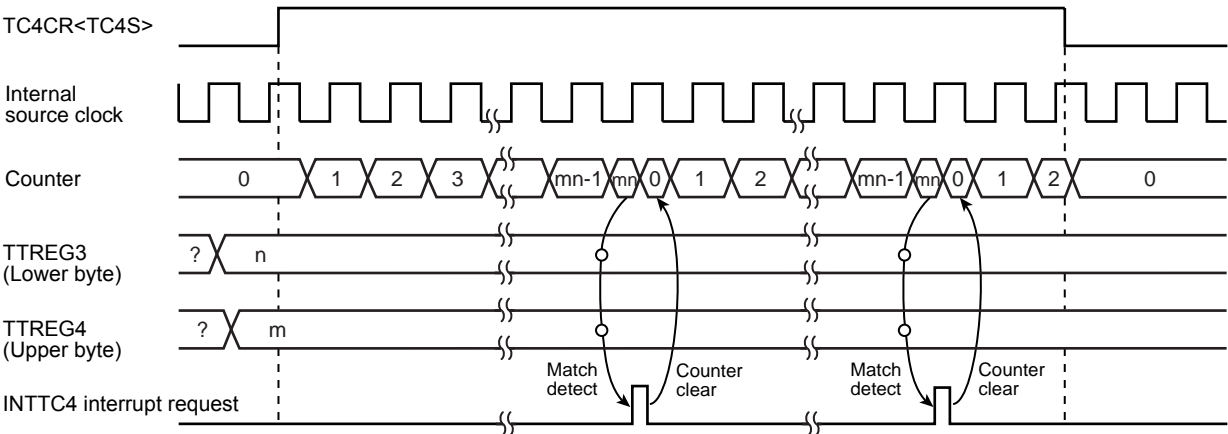 TC4CR<TC4S>
Internal
source clock
Counter
0 1 2 3 mn-1 mn 0 1 2 mn-1 mn 0 1 2 0
TTREG3
(Lower byte)
? n
TTREG4
(Upper byte)
? m
Match
detect
Counter
clear
Match
detect
Counter
clear
INTTC4 interrupt request